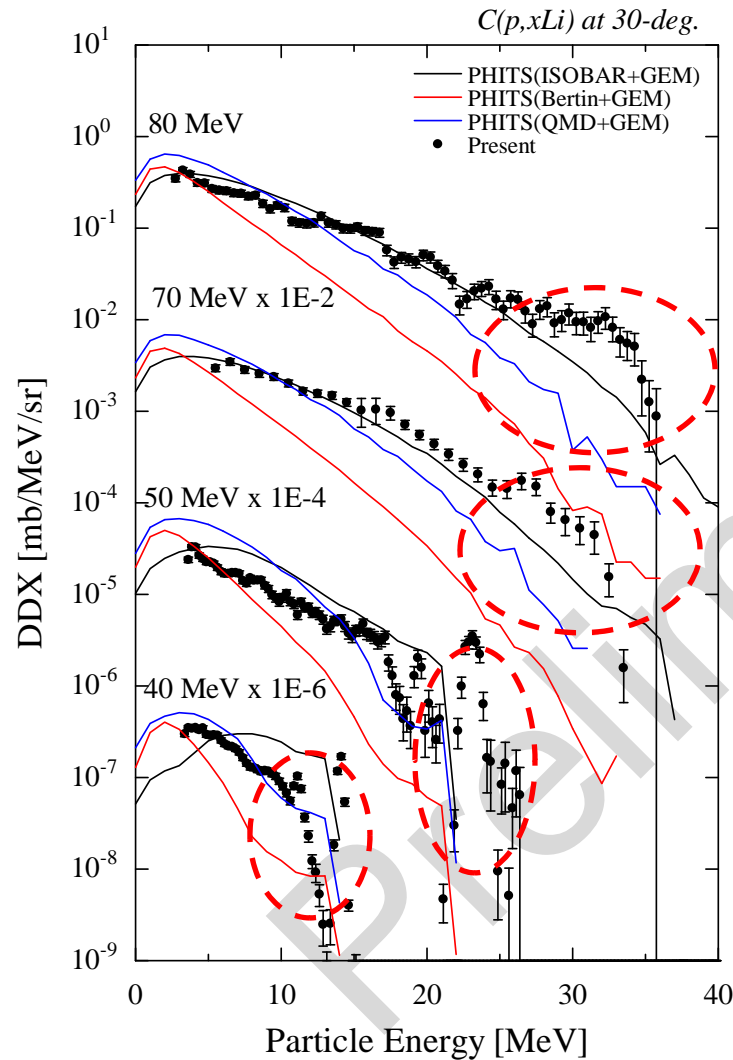 C(p,xLi) at 30-deg.
PHITS(ISOBAR+GEM)
PHITS(Bertin+GEM)
PHITS(QMD+GEM)
Present
80 MeV
70 MeV x 1E-2
50 MeV x 1E-4
40 MeV x 1E-6
10^1
10^0
10^-1
10^-2
10^-3
10^-4
10^-5
10^-6
10^-7
10^-8
10^-9
DDX [mb/MeV/sr]
0 10 20 30 40
Particle Energy [MeV]
Prelim